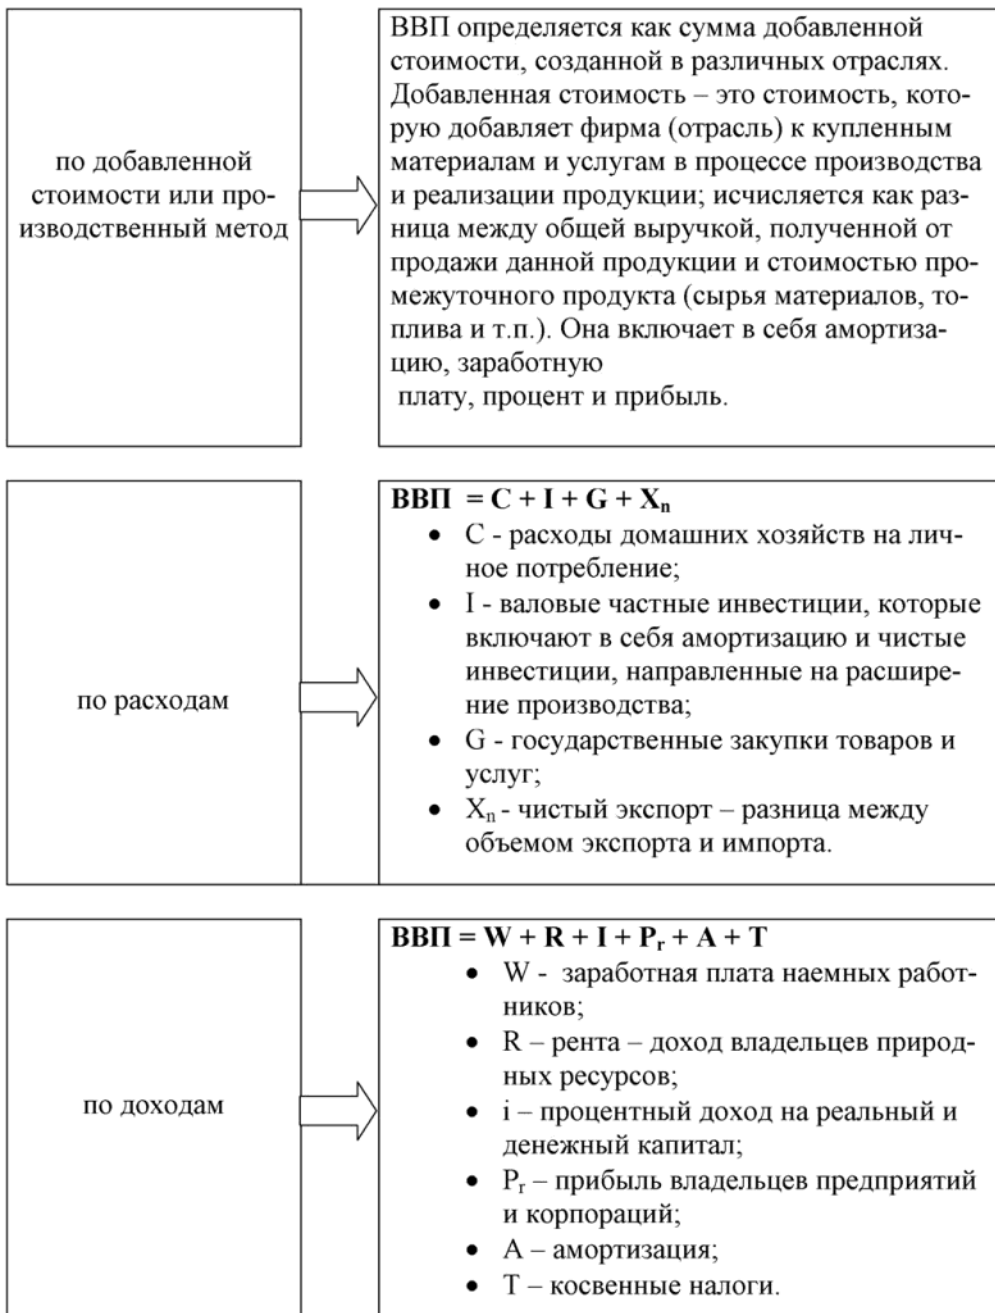 по добавленной
стоимости или про-
изводственный метод
ВВП определяется как сумма добавленной
стоимости, созданной в различных отраслях.
Добавленная стоимость – это стоимость, кото-
рую добавляет фирма (отрасль) к купленным
материалам и услугам в процессе производства
и реализации продукции; исчисляется как раз-
ница между общей выручкой, полученной от
продажи данной продукции и стоимостью про-
межуточного продукта (сырья материалов, то-
плива и т.п.). Она включает в себя амортиза-
цию, заработную
плату, процент и прибыль.
по расходам
ВВП = C + I + G + Xn
• C - расходы домашних хозяйств на лич-
ное потребление;
• I - валовые частные инвестиции, которые
включают в себя амортизацию и чистые
инвестиции, направленные на расшире-
ние производства;
• G - государственные закупки товаров и
услуг;
• Xn - чистый экспорт – разница между
объемом экспорта и импорта.
по доходам
ВВП = W + R + I + Pr + A + T
• W - заработная плата наемных работ-
ников;
• R – рента – доход владельцев природ-
ных ресурсов;
• i – процентный доход на реальный и
денежный капитал;
• Pr – прибыль владельцев предприятий
и корпораций;
• A – амортизация;
• T – косвенные налоги.